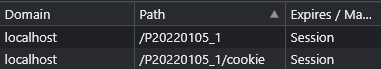 Domain Path Expires / Ma...
localhost /P20220105_1 Session
localhost /P20220105_1/cookie Session